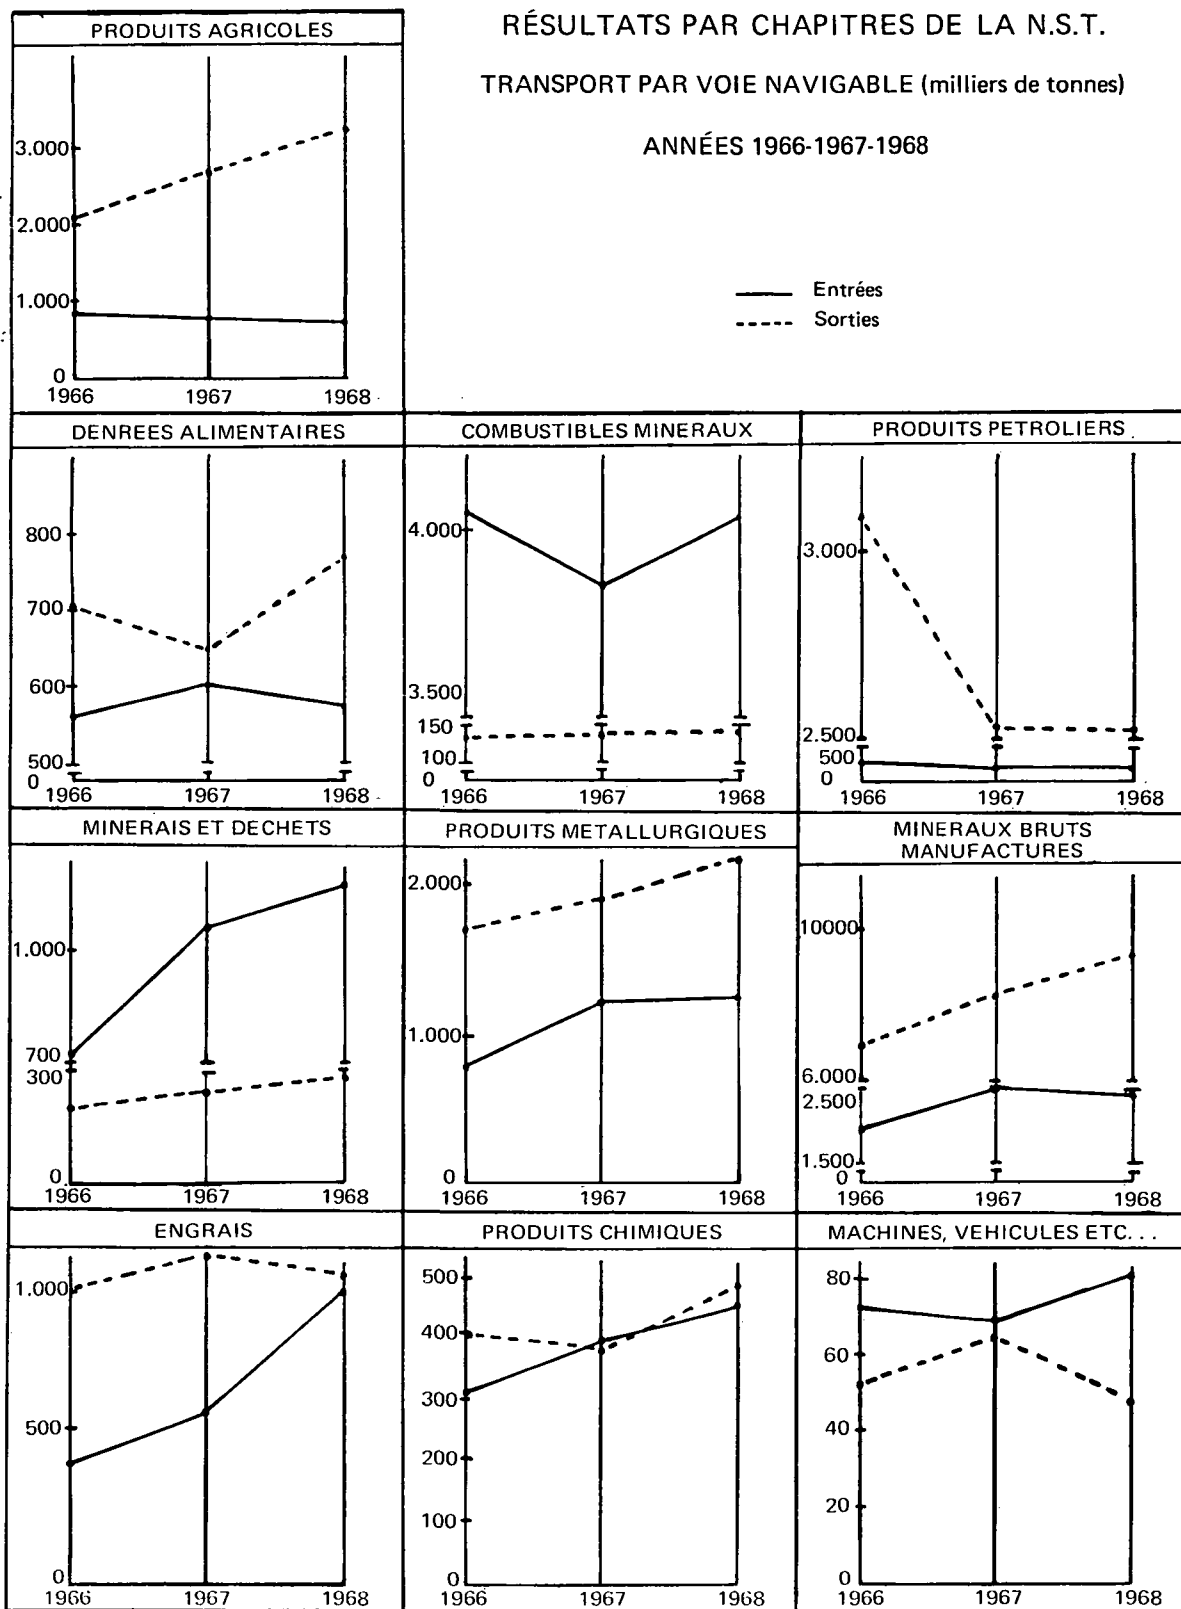 RÉSULTATS PAR CHAPITRES DE LA N.S.T.
TRANSPORT PAR VOIE NAVIGABLE (milliers de tonnes)
ANNÉES 1966-1967-1968
Entrées
Sorties
PRODUITS AGRICOLES
3.000
2.000
1.000
0
1966 1967 1968
DENREES ALIMENTAIRES
800
700
600
500
0
1966 1967 1968
COMBUSTIBLES MINERAUX
4.000
3.500
150
100
0
1966 1967 1968
PRODUITS PETROLIERS
3.000
2.500
500
0
1966 1967 1968
MINERAIS ET DECHETS
1.000
700
300
0
1966 1967 1968
PRODUITS METALLURGIQUES
2.000
1.000
0
1966 1967 1968
MINERAUX BRUTS
MANUFACTURES
10000
6.000
2.500
1.500
0
1966 1967 1968
ENGRAIS
1.000
500
0
1966 1967 1968
PRODUITS CHIMIQUES
500
400
300
200
100
0
1966 1967 1968
MACHINES, VEHICULES ETC...
80
60
40
20
0
1966 1967 1968